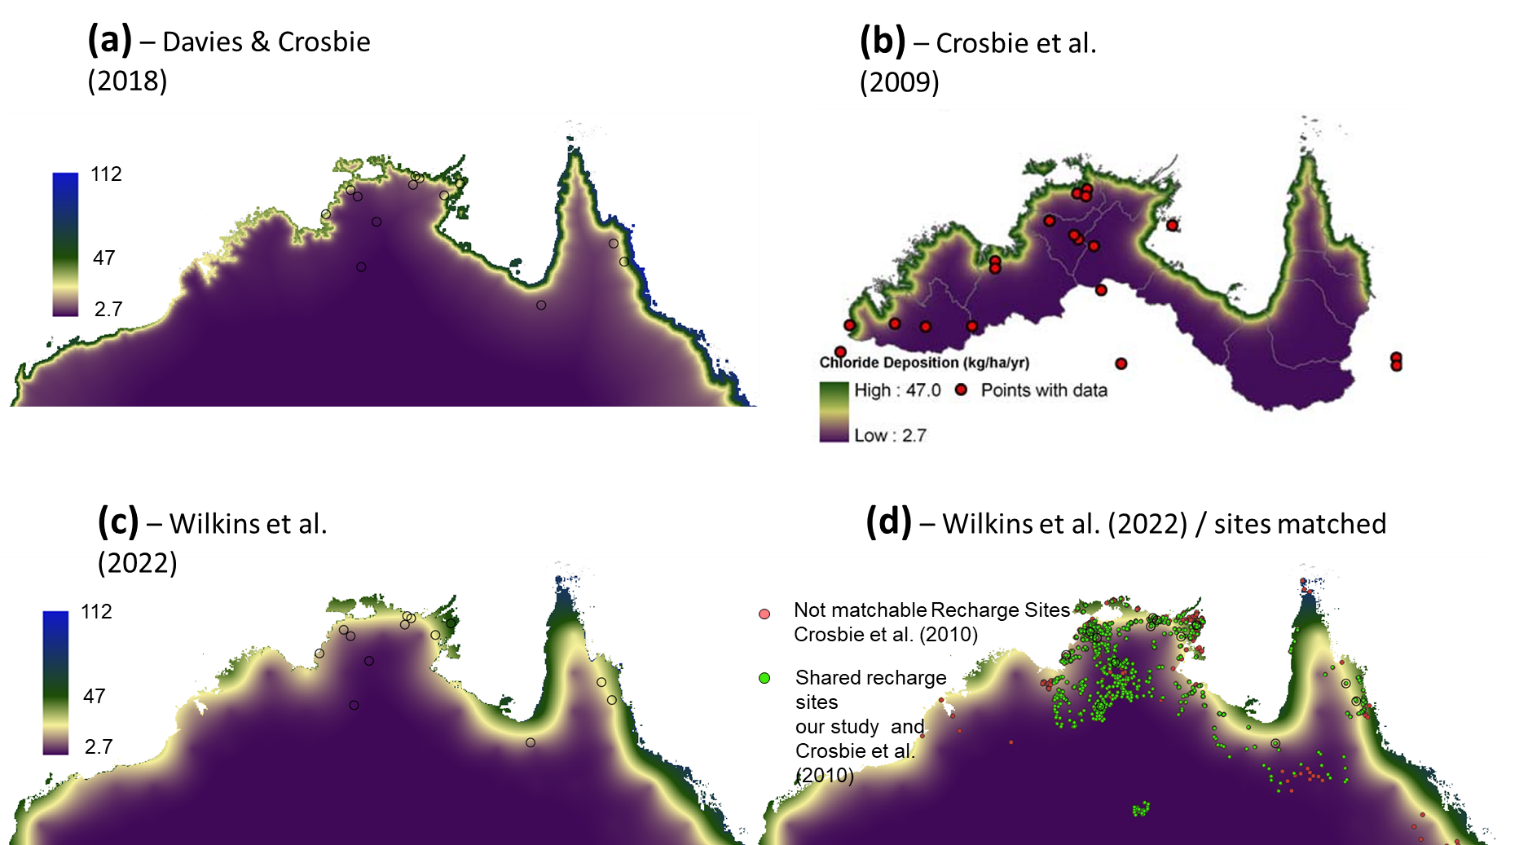 (a) – Davies & Crosbie
(2018)
112
47
2.7
(b) – Crosbie et al.
(2009)
Chloride Deposition (kg/ha/yr)
High : 47.0
Points with data
Low : 2.7
(c) – Wilkins et al.
(2022)
112
47
2.7
(d) – Wilkins et al. (2022) / sites matched
Not matchable Recharge Sites
Crosbie et al. (2010)
Shared recharge
sites
our study and
Crosbie et al.
(2010)